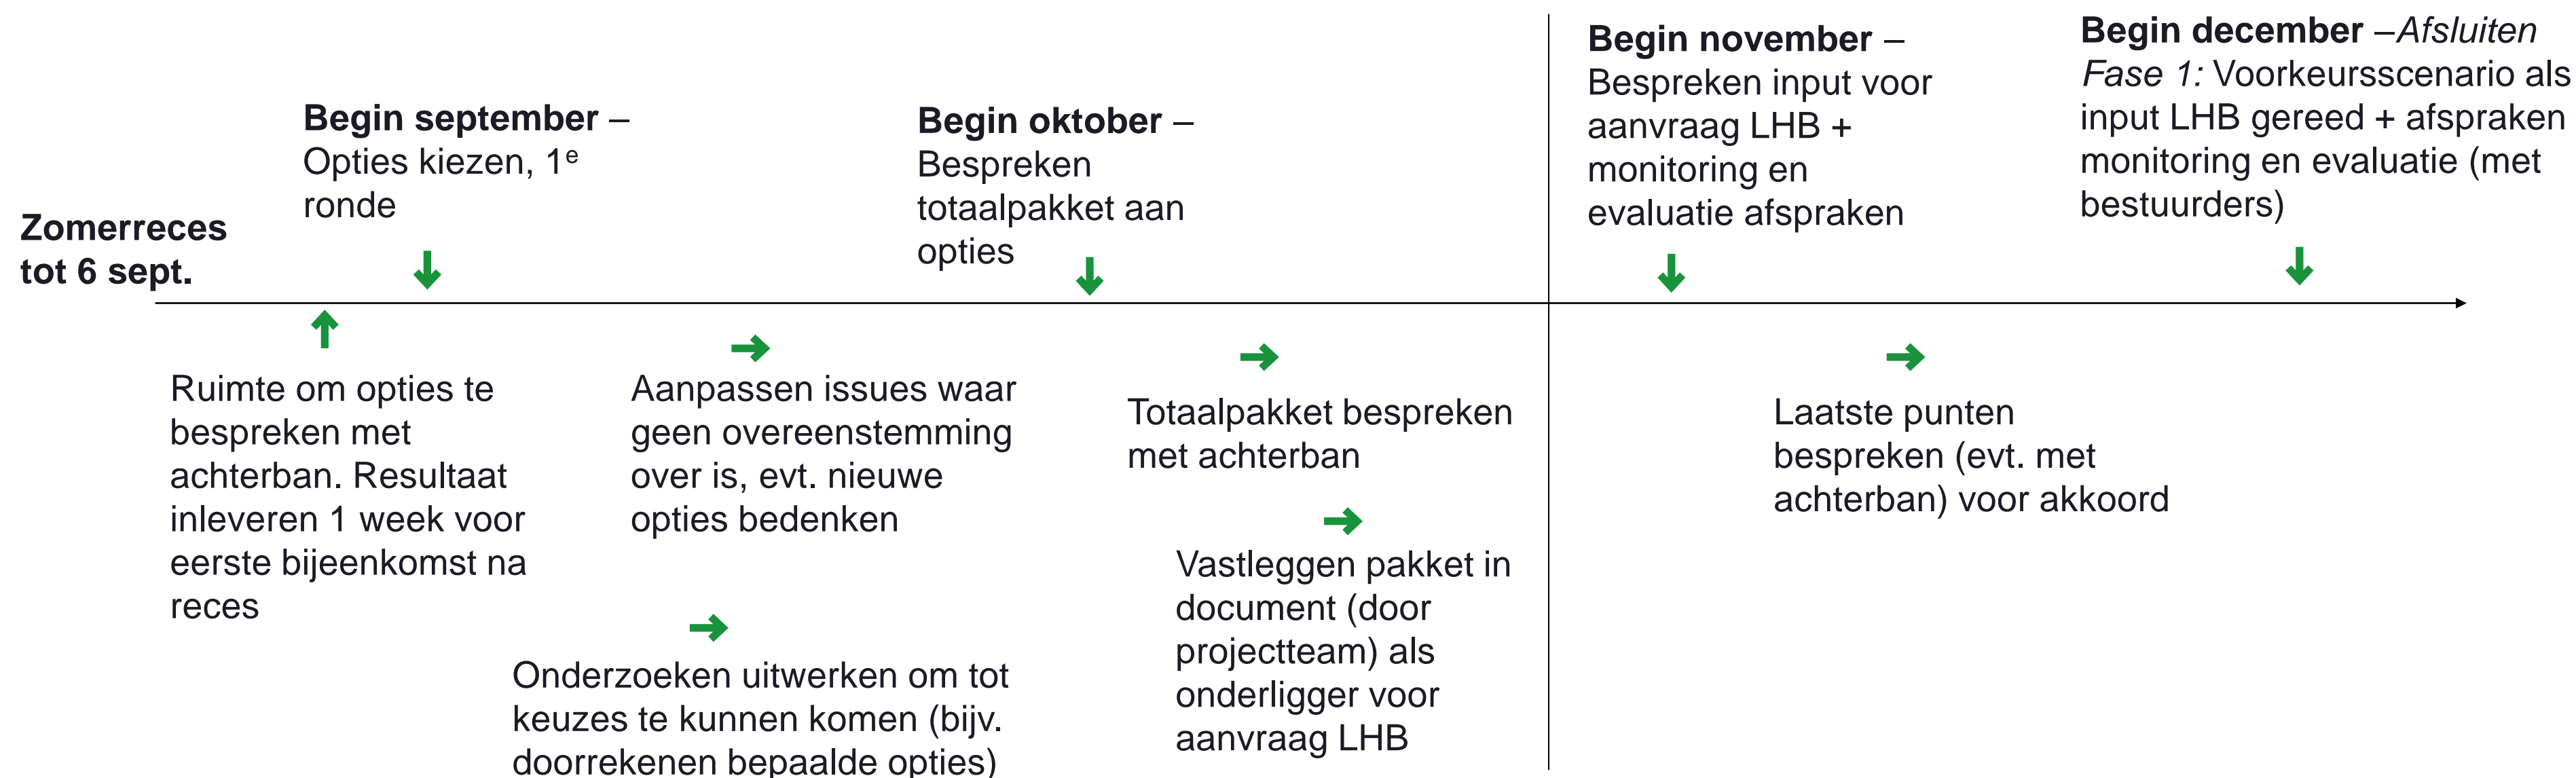 Zomerreces
tot 6 sept.
Begin september –
Opties kiezen, 1e
ronde
Begin oktober –
Bespreken
totaalpakket aan
opties
Begin november –
Bespreken input voor
aanvraag LHB +
monitoring en
evaluatie afspraken
Begin december –Afsluiten
Fase 1: Voorkeursscenario als
input LHB gereed + afspraken
monitoring en evaluatie (met
bestuurders)
Ruimte om opties te
bespreken met
achterban. Resultaat
inleveren 1 week voor
eerste bijeenkomst na
reces
Aanpassen issues waar
geen overeenstemming
over is, evt. nieuwe
opties bedenken
Onderzoeken uitwerken om tot
keuzes te kunnen komen (bijv.
doorrekenen bepaalde opties)
Totaalpakket bespreken
met achterban
Vastleggen pakket in
document (door
projectteam) als
onderligger voor
aanvraag LHB
Laatste punten
bespreken (evt. met
achterban) voor akkoord